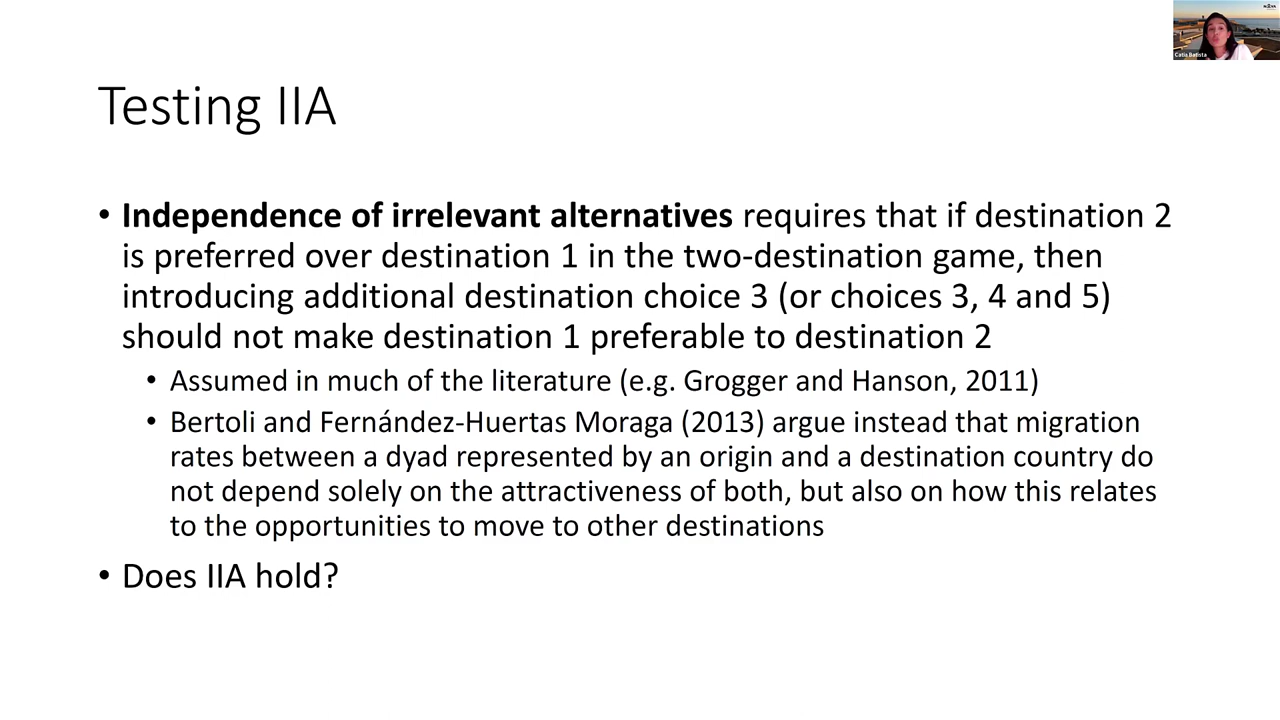 Testing IIA
• Independence of irrelevant alternatives requires that if destination 2
is preferred over destination 1 in the two-destination game, then
introducing additional destination choice 3 (or choices 3, 4 and 5)
should not make destination 1 preferable to destination 2
• Assumed in much of the literature (e.g. Grogger and Hanson, 2011)
• Bertoli and Fernández-Huertas Moraga (2013) argue instead that migration
rates between a dyad represented by an origin and a destination country do
not depend solely on the attractiveness of both, but also on how this relates
to the opportunities to move to other destinations
• Does IIA hold?
Catia Batista